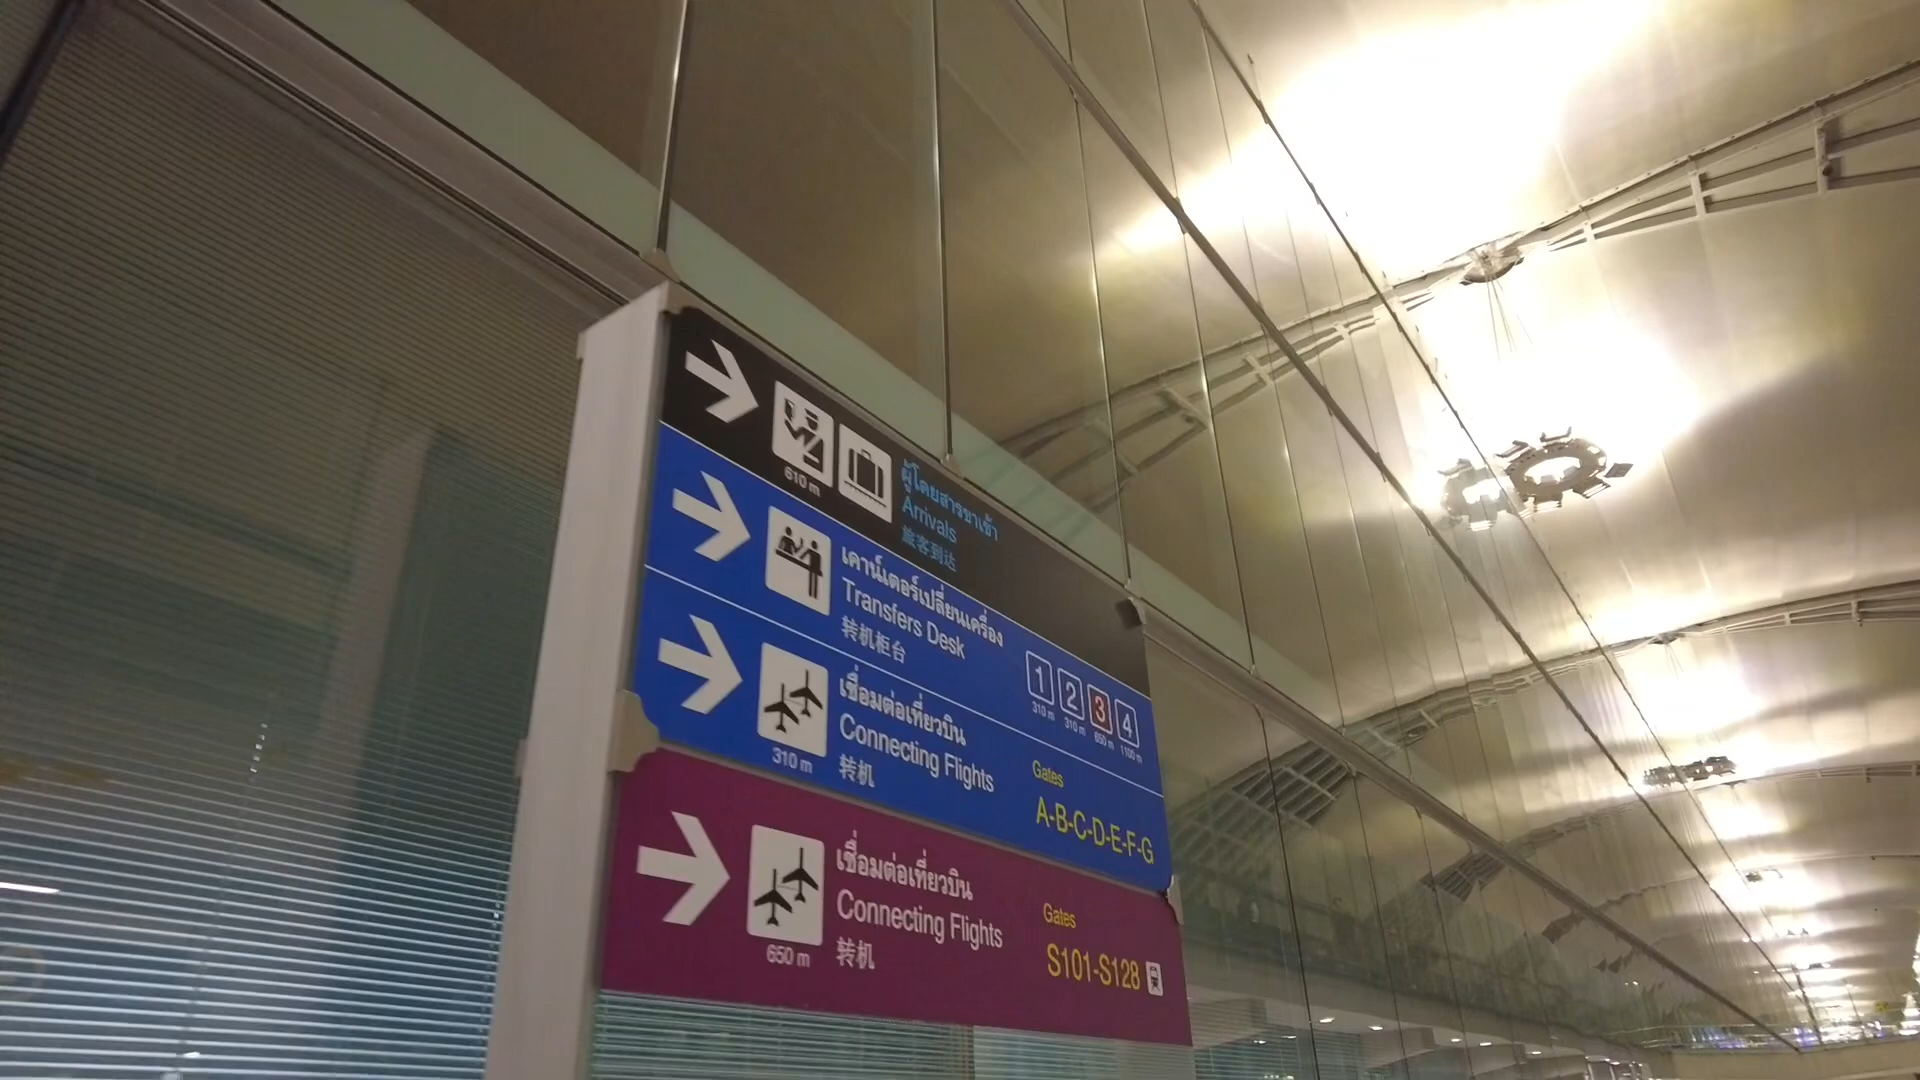 610 m
ผู้โดยสารขาเข้า
Arrivals
旅客到达
เคาน์เตอร์เปลี่ยนเครื่อง
Transfers Desk
转机柜台
1 2 3 4
310 m 310 m 650 m 1100 m
310 m
เชื่อมต่อเที่ยวบิน
Connecting Flights
转机
Gates
A-B-C-D-E-F-G
650 m
เชื่อมต่อเที่ยวบิน
Connecting Flights
转机
Gates
S101-S128